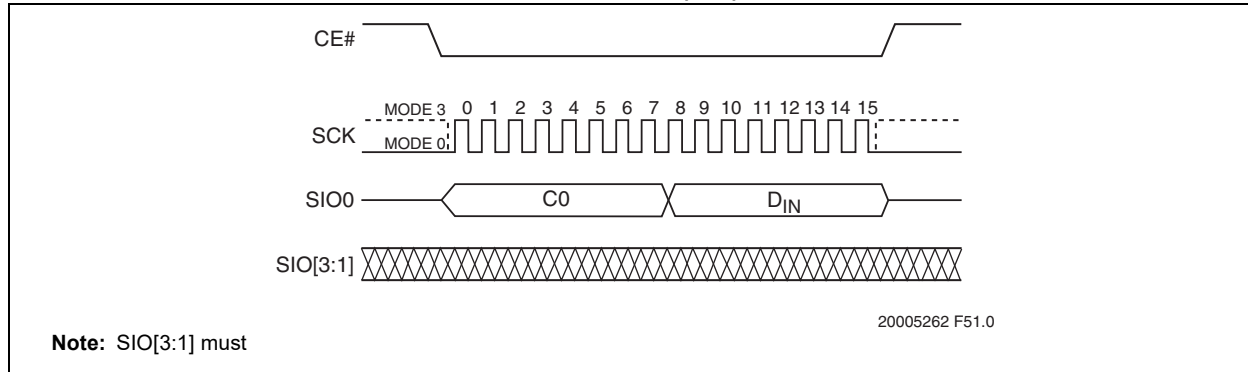 CE#
MODE 3 0 1 2 3 4 5 6 7 8 9 10 11 12 13 14 15
SCK
MODE 0
SIO0 C0 DIN
SIO[3:1]
20005262 F51.0
Note: SIO[3:1] must